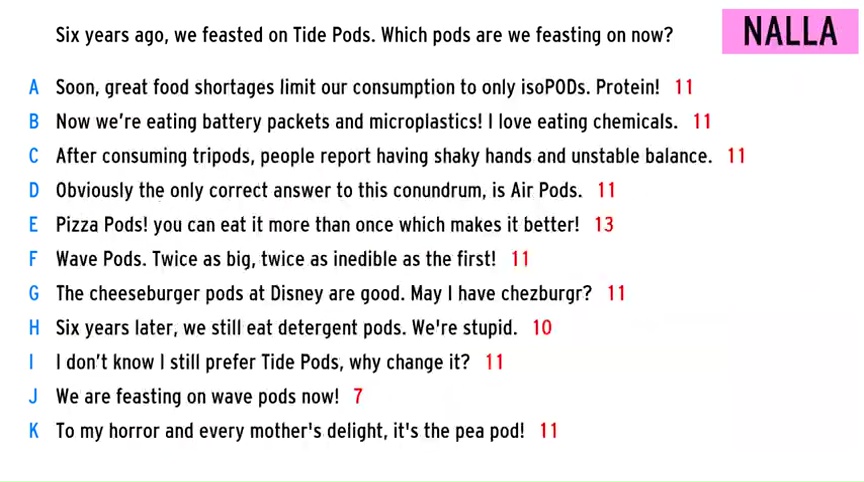 Six years ago, we feasted on Tide Pods. Which pods are we feasting on now?
NALLA
A Soon, great food shortages limit our consumption to only isoPODs. Protein! 11
B Now we're eating battery packets and microplastics! I love eating chemicals. 11
C After consuming tripods, people report having shaky hands and unstable balance. 11
D Obviously the only correct answer to this conundrum, is Air Pods. 11
E Pizza Pods! you can eat it more than once which makes it better! 13
F Wave Pods. Twice as big, twice as inedible as the first! 11
G The cheeseburger pods at Disney are good. May I have chezburgr? 11
H Six years later, we still eat detergent pods. We're stupid. 10
I I don't know I still prefer Tide Pods, why change it? 11
J We are feasting on wave pods now! 7
K To my horror and every mother's delight, it's the pea pod! 11